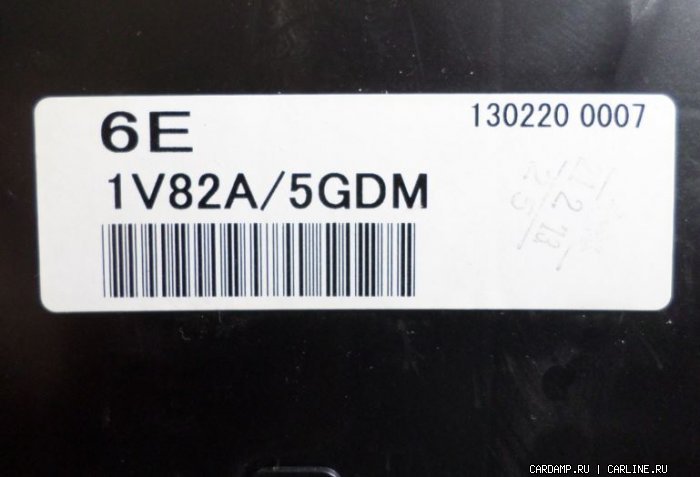 6E
130220 0007
1V82A/5GDM
CARDAMP.RU | CARLINE.RU